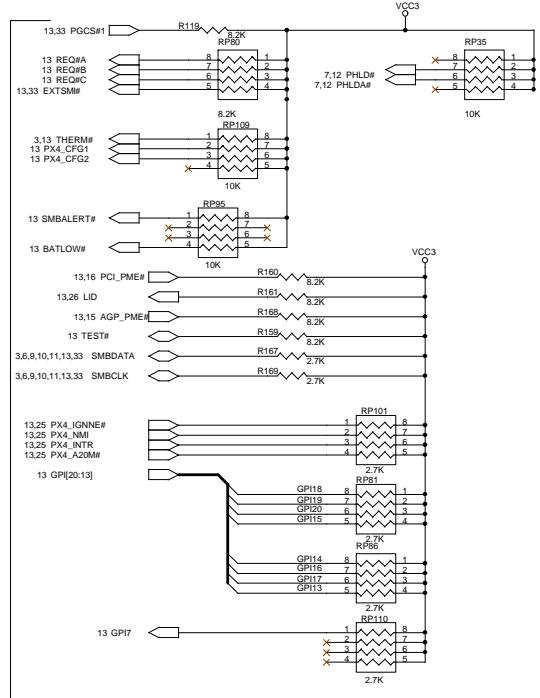 VCC3
13,33 PGCS#1
R119
8.2K
RP80
RP35
13 REQ#A
8 1
8 1
13 REQ#B
7 2
7,12 PHLD#
7 2
13 REQ#C
6 3
7,12 PHLDA#
6 3
13,33 EXTSMI#
5 4
5 4
8.2K
10K
RP109
3,13 THERM#
1 8
13 PX4_CFG1
2 7
13 PX4_CFG2
3 6
4 5
10K
RP95
13 SMBALERT#
1 8
2 7
3 6
13 BATLOW#
4 5
10K
VCC3
13,16 PCI_PME#
R160
8.2K
13,26 LID
R161
8.2K
13,15 AGP_PME#
R168
8.2K
13 TEST#
R159
8.2K
3,6,9,10,11,13,33 SMBDATA
R167
2.7K
3,6,9,10,11,13,33 SMBCLK
R169
2.7K
RP101
13,25 PX4_IGNNE#
1 8
13,25 PX4_NMI
2 7
13,25 PX4_INTR
3 6
13,25 PX4_A20M#
4 5
2.7K
13 GPI[20:13]
RP81
GPI18
8 1
GPI19
7 2
GPI20
6 3
GPI15
5 4
2.7K
RP86
GPI14
8 1
GPI16
7 2
GPI17
6 3
GPI13
5 4
2.7K
RP110
13 GPI7
1 8
2 7
3 6
4 5
2.7K